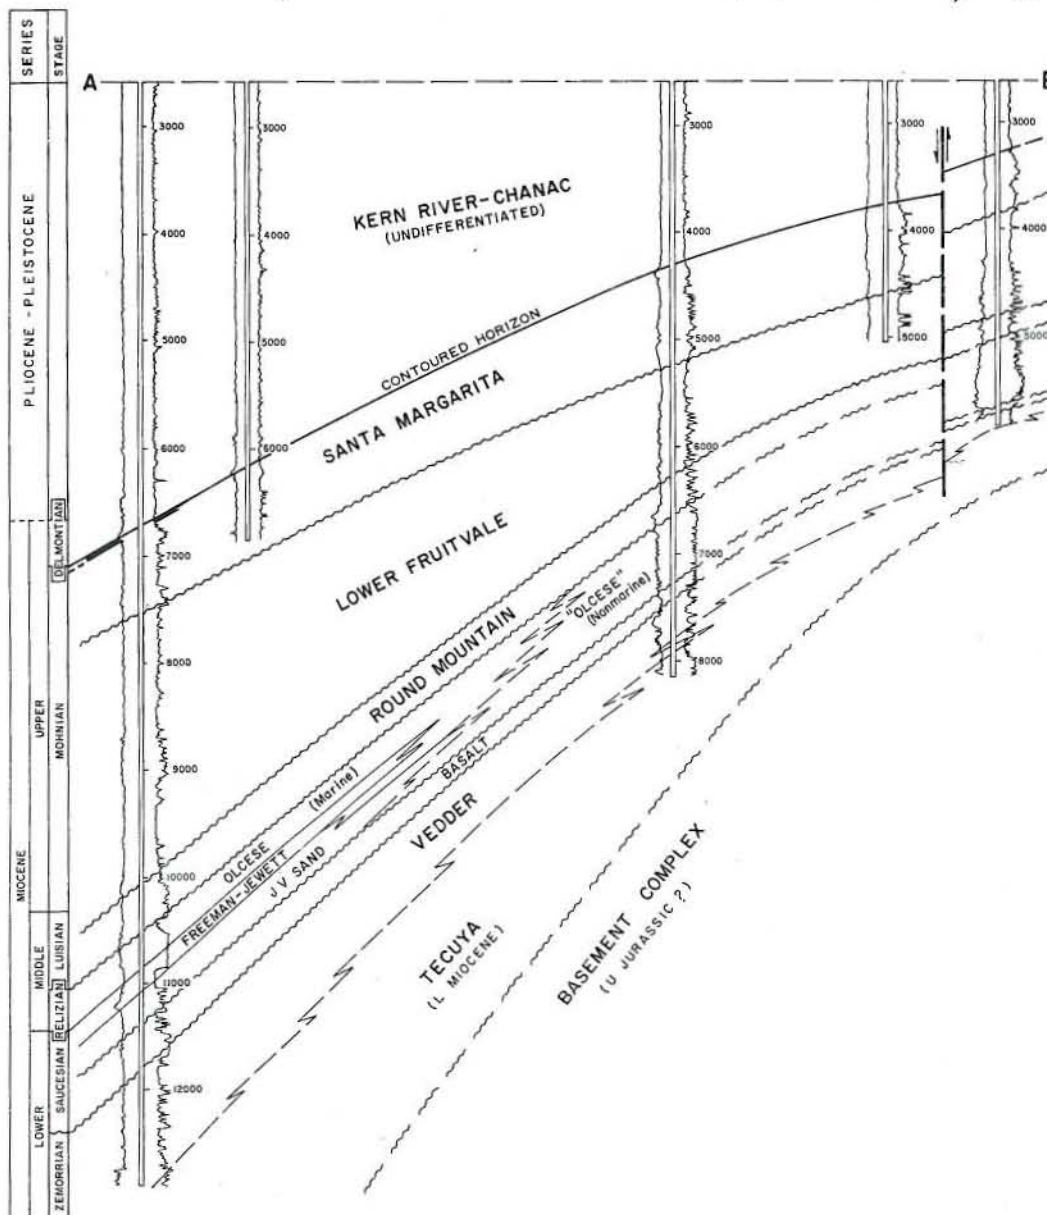 SERIES
STAGE
PLIOCENE - PLEISTOCENE
MIOCENE
UPPER
MIDDLE
LOWER
DELMONTIAN
MOHNIAN
LUISIAN
RELIZIAN
SAUCESIAN
ZEMORRIAN
A
3000
4000
5000
6000
7000
8000
9000
10000
11000
12000
3000
4000
5000
6000
KERN RIVER-CHANAC
(UNDIFFERENTIATED)
CONTOURED HORIZON
SANTA MARGARITA
LOWER FRUITVALE
ROUND MOUNTAIN
"OLCESE"
(Nonmarine)
OLCESE
(Marine)
FREEMAN-JEWETT
J V SAND
BASALT
VEDDER
TECUYA
(L. MIOCENE)
BASEMENT COMPLEX
(U JURASSIC ?)
3000
4000
5000
6000
7000
8000
3000
4000
5000
3000
4000
5000